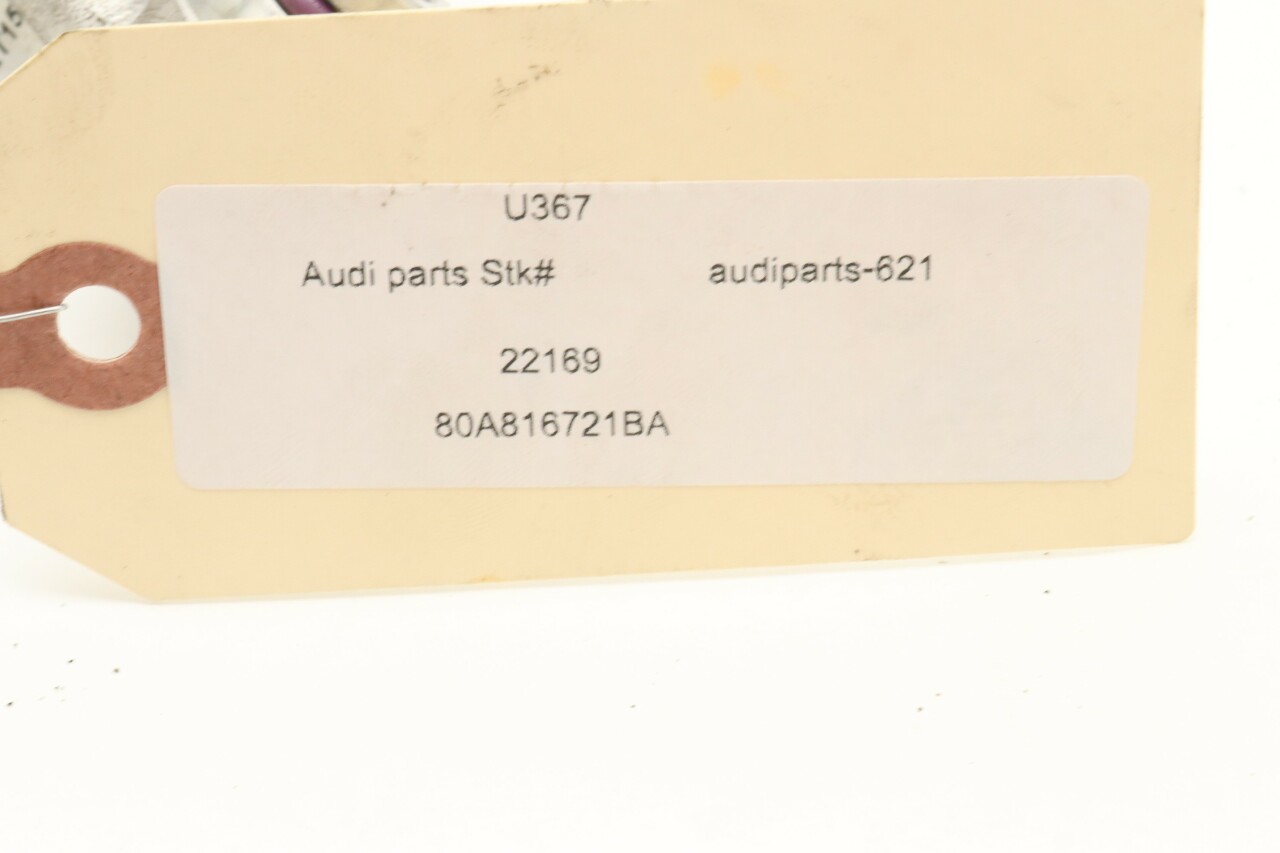 U367
Audi parts Stk# audiparts-621
22169
80A816721BA